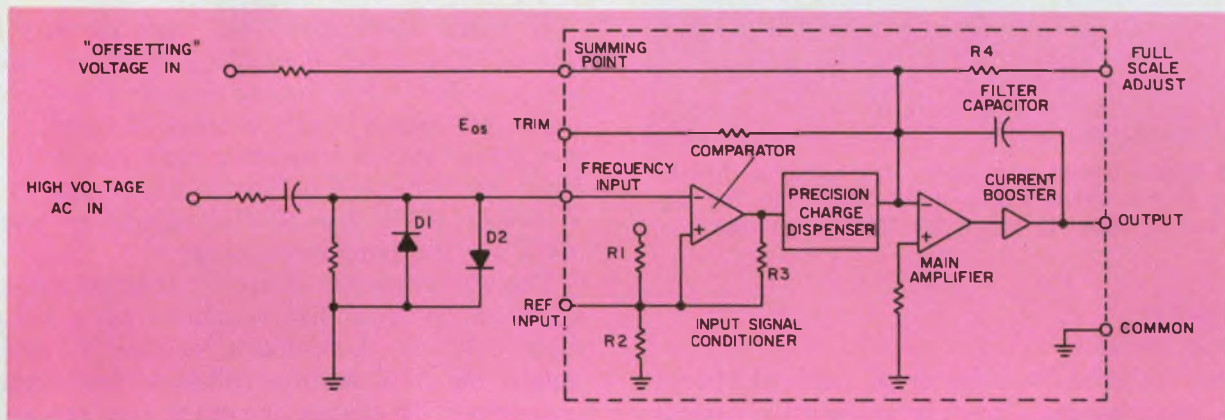 "OFFSETTING"
VOLTAGE IN
SUMMING
POINT
R4
FULL
SCALE
ADJUST
FILTER
CAPACITOR
Eos TRIM
COMPARATOR
HIGH VOLTAGE
AC IN
FREQUENCY
INPUT
PRECISION
CHARGE
DISPENSER
CURRENT
BOOSTER
OUTPUT
D1
D2
R1
R3
MAIN
AMPLIFIER
REF
INPUT
R2
INPUT SIGNAL
CONDITIONER
COMMON